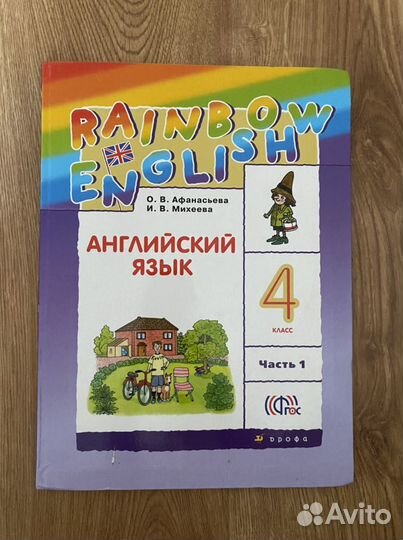 RAINBOW
ENGLISH
О. В. Афанасьева
И. В. Михеева
АНГЛИЙСКИЙ
ЯЗЫК
4
КЛАСС
Часть 1
ФГОС
дрофа
Avito